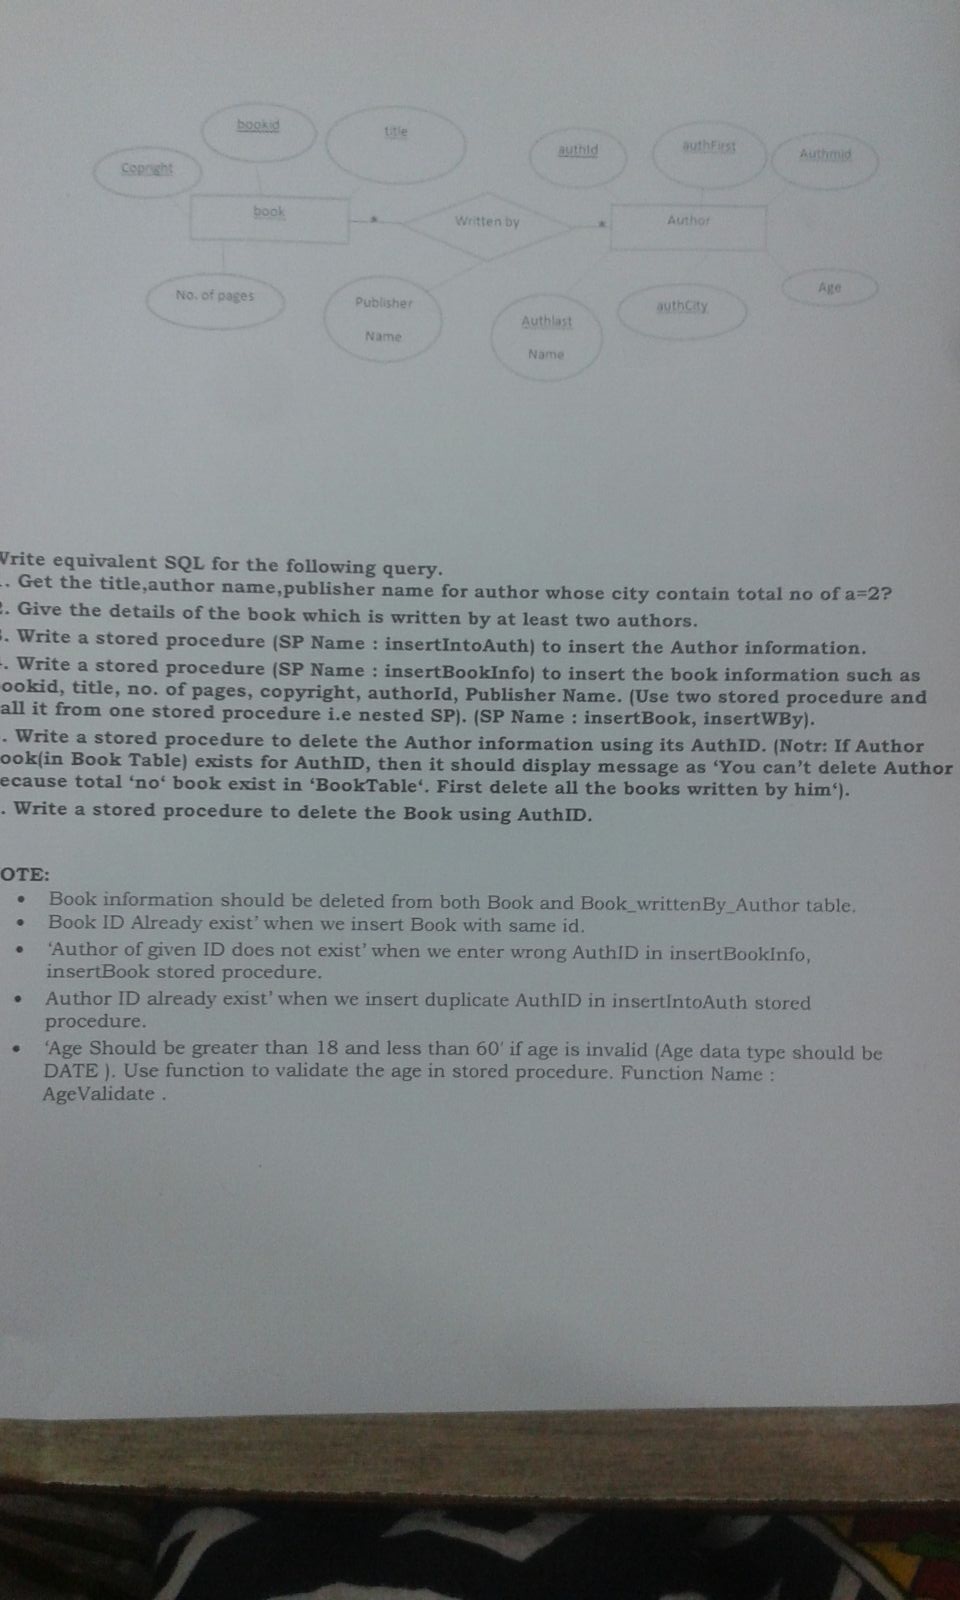 bookid
title
authId
authFirst
Authmid
Copright
book
Written by
Author
No. of pages
Publisher
Name
Authlast
Name
authCity
Age
Write equivalent SQL for the following query.
. Get the title,author name,publisher name for author whose city contain total no of a=2?
2. Give the details of the book which is written by at least two authors.
. Write a stored procedure (SP Name : insertIntoAuth) to insert the Author information.
. Write a stored procedure (SP Name : insertBookInfo) to insert the book information such as
ookid, title, no. of pages, copyright, authorId, Publisher Name. (Use two stored procedure and
all it from one stored procedure i.e nested SP). (SP Name : insertBook, insertWBy).
. Write a stored procedure to delete the Author information using its AuthID. (Notr: If Author
ook(in Book Table) exists for AuthID, then it should display message as ‘You can’t delete Author
ecause total ‘no‘ book exist in ‘BookTable‘. First delete all the books written by him‘).
. Write a stored procedure to delete the Book using AuthID.
OTE:
• Book information should be deleted from both Book and Book_writtenBy_Author table.
• Book ID Already exist’ when we insert Book with same id.
• ‘Author of given ID does not exist’ when we enter wrong AuthID in insertBookInfo,
insertBook stored procedure.
• Author ID already exist’ when we insert duplicate AuthID in insertIntoAuth stored
procedure.
• ‘Age Should be greater than 18 and less than 60’ if age is invalid (Age data type should be
DATE ). Use function to validate the age in stored procedure. Function Name :
AgeValidate .